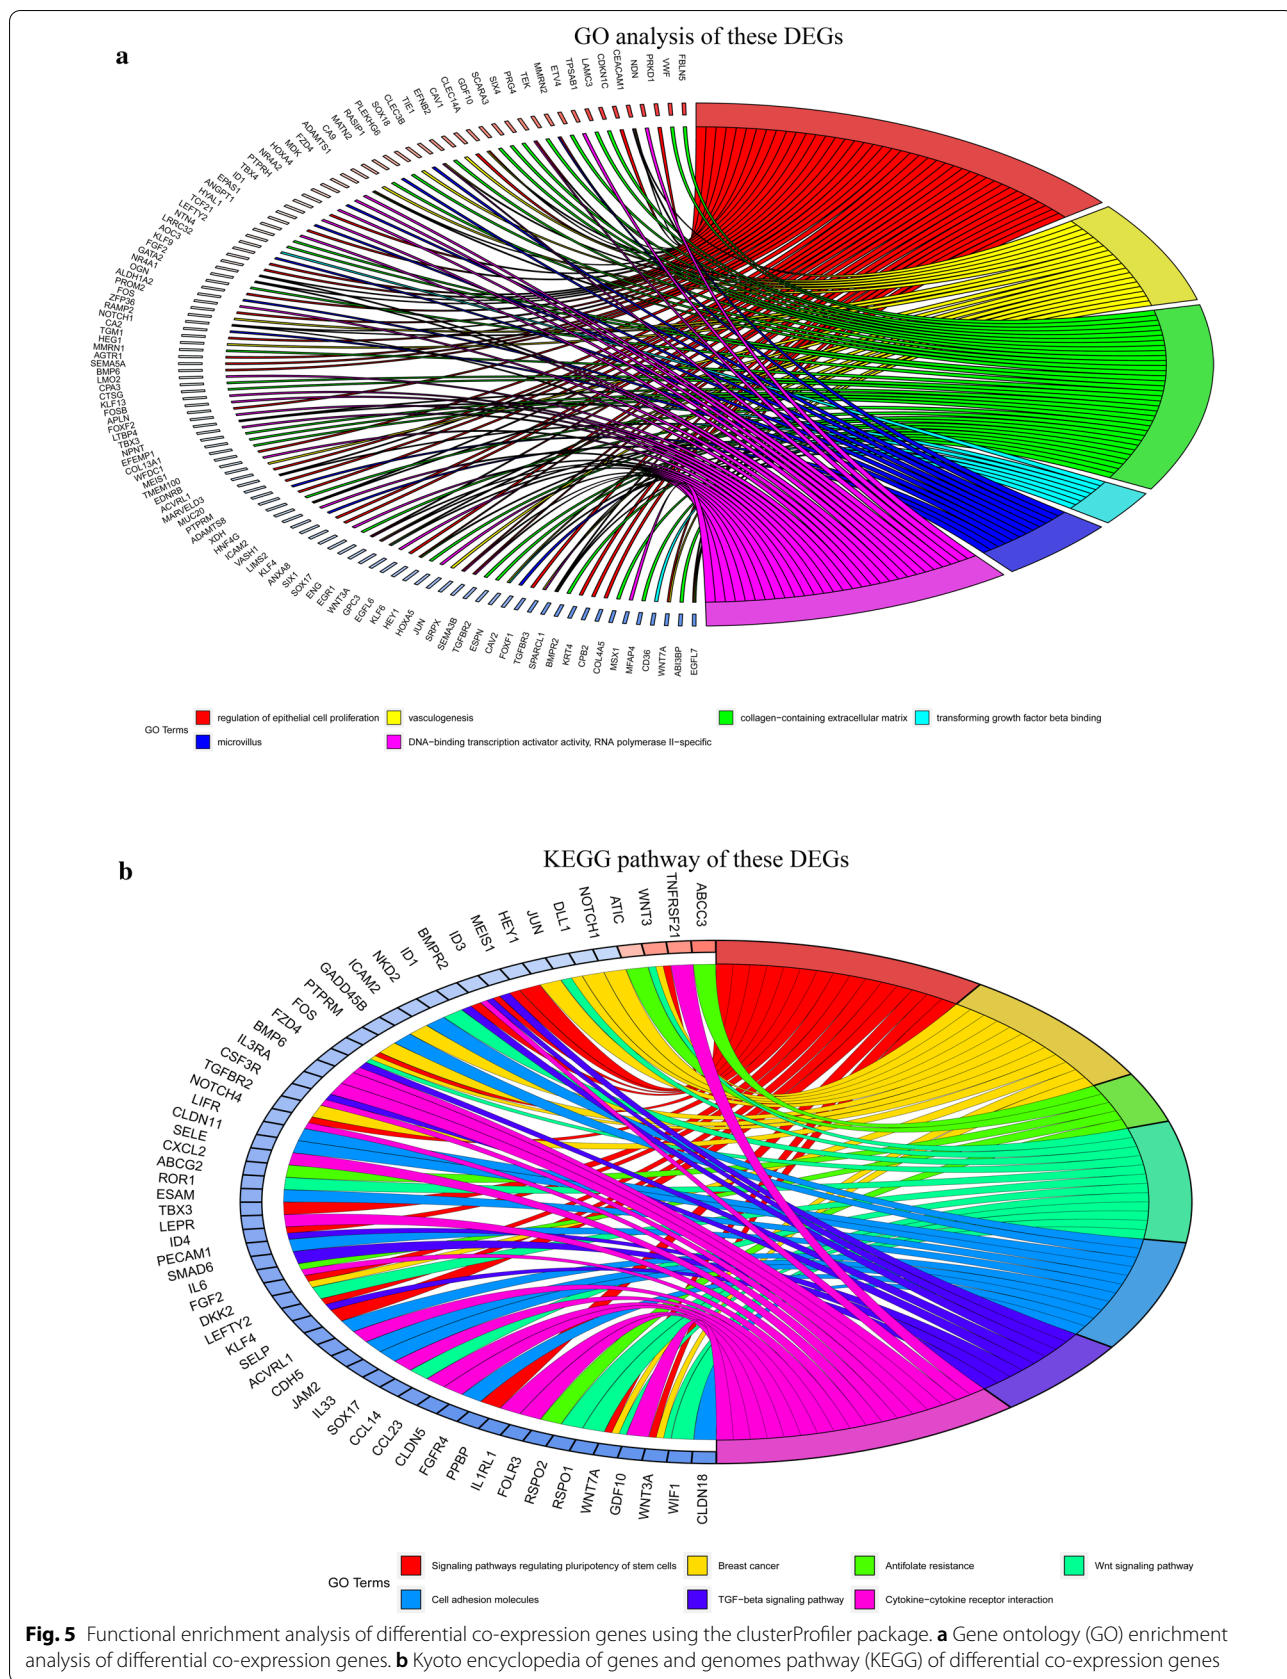 GO analysis of these DEGs
a
FBLN5
VWF
PRKD1
NDN
CEACAM1
CDKN1C
LAMC3
TPSAB1
ETV4
MMRN2
TEK
PRG4
SIX4
SCARA3
GDF10
CLEC14A
CAV1
EFNB2
TIE1
CLEC3B
SOX18
PLEKHG6
RASIP1
MATN2
CA9
ADAMTS1
FZD4
MDK
HOXA4
NR4A2
PTPRH
TBX4
ID1
EPAS1
ANGPT1
HYAL1
TCF21
LEFTY2
NTN4
LRRC32
AOC3
KLF9
FGF2
GATA2
NR4A1
OGN
ALDH1A2
PROM2
FOS
ZFP36
RAMP2
NOTCH1
CA2
TGM1
HEG1
MMRN1
AGTR1
SEMA5A
BMP6
LMO2
CPA3
CTSG
KLF13
FOSB
APLN
FOXF2
LTBP4
TBX3
NPNT
EFEMP1
COL13A1
WFDC1
MEIS1
TMEM100
EDNRB
ACVRL1
MARVELD3
MUC20
PTPRM
ADAMTS8
XDH
HNF4G
ICAM2
VASH1
LIMS2
KLF4
ANXA8
SIX1
SOX17
ENG
EGR1
WNT3A
GPC3
EGFL6
KLF6
HEY1
HOXA5
JUN
SRPX
SEMA3B
TGFBR2
ESPN
CAV2
FOXF1
TGFBR3
SPARCL1
BMPR2
KRT4
CPB2
COL4A5
MSX1
MFAP4
CD36
WNT7A
ABI3BP
EGFL7
GO Terms
regulation of epithelial cell proliferation
vasculogenesis
collagen−containing extracellular matrix
transforming growth factor beta binding
microvillus
DNA−binding transcription activator activity, RNA polymerase II−specific
KEGG pathway of these DEGs
b
ABCC3
TNFRSF21
WNT3
ATIC
NOTCH1
DLL1
JUN
HEY1
MEIS1
ID3
BMPR2
ID1
NKD2
ICAM2
GADD45B
PTPRM
FOS
FZD4
BMP6
IL3RA
CSF3R
TGFBR2
NOTCH4
LIFR
CLDN11
SELE
CXCL2
ABCG2
ROR1
ESAM
TBX3
LEPR
ID4
PECAM1
SMAD6
IL6
FGF2
DKK2
LEFTY2
KLF4
SELP
ACVRL1
CDH5
JAM2
IL33
SOX17
CCL14
CCL23
CLDN5
FGFR4
PPBP
IL1RL1
FOLR3
RSPO2
RSPO1
WNT7A
GDF10
WNT3A
WIF1
CLDN18
GO Terms
Signaling pathways regulating pluripotency of stem cells
Breast cancer
Antifolate resistance
Wnt signaling pathway
Cell adhesion molecules
TGF−beta signaling pathway
Cytokine−cytokine receptor interaction
Fig. 5 Functional enrichment analysis of differential co-expression genes using the clusterProfiler package. a Gene ontology (GO) enrichment
analysis of differential co-expression genes. b Kyoto encyclopedia of genes and genomes pathway (KEGG) of differential co-expression genes